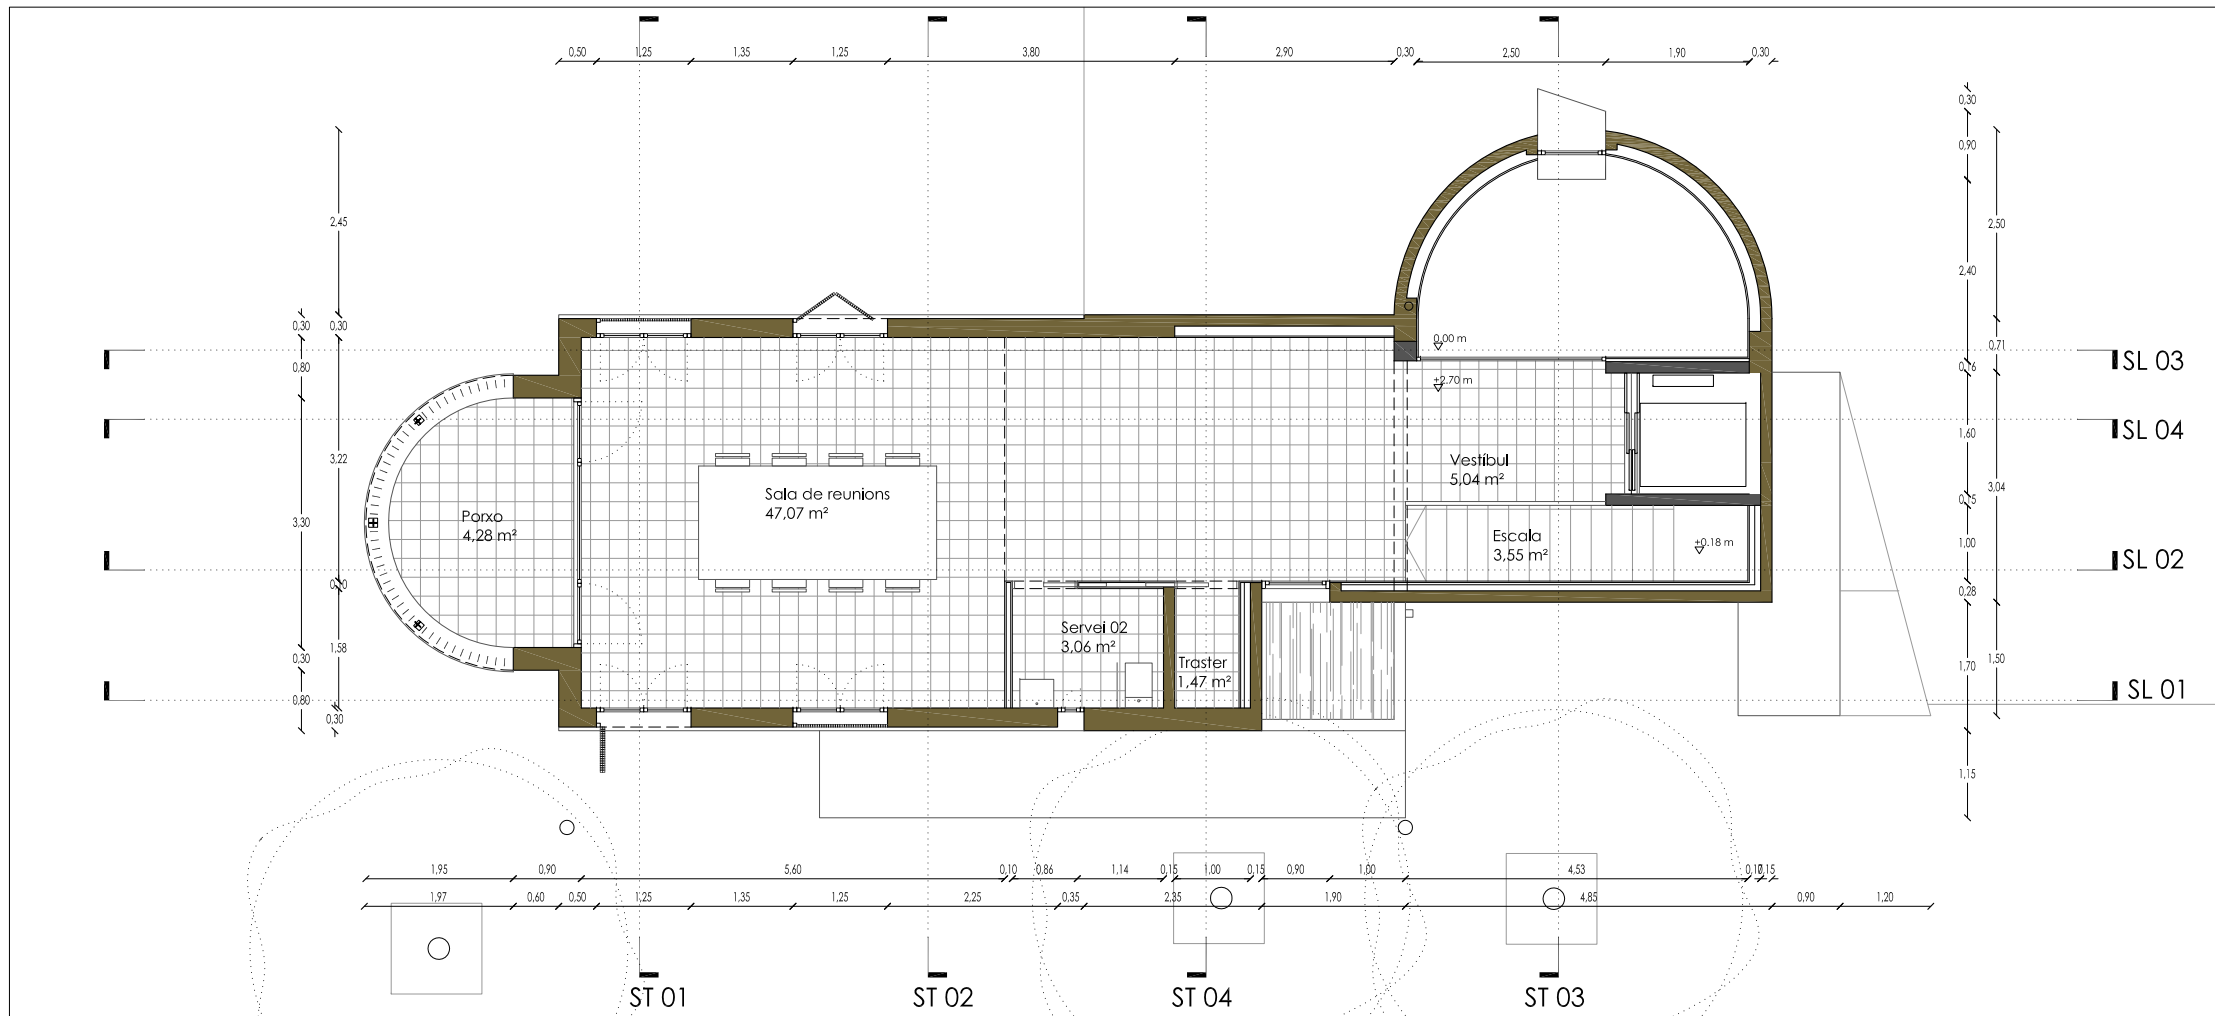 0,50 1,25 1,35 1,25 3,80 2,90 0,30 2,50 1,90 0,30
0,30
0,90
2,45
2,50
2,40
0,30 0,30
0,00 m
0,71
SL 03
0,80
+2.70 m
SL 04
1,60
Vestíbul
5,04 m²
3,22
Sala de reunions
47,07 m²
3,04
Porxo
4,28 m²
3,30
Escala
3,55 m²
+0.18 m
1,00
SL 02
0,28
Servei 02
3,06 m²
0,30
1,58
Traster
1,47 m²
1,70
1,50
SL 01
0,80
0,30
1,15
1,95 0,90 5,60 0,10 0,86 1,14 0,15 1,00 0,15 0,90 1,00 4,53
1,97 0,60 0,50 1,25 1,35 1,25 2,25 0,35 2,35 1,90 4,85 0,90 1,20
ST 01 ST 02 ST 04 ST 03